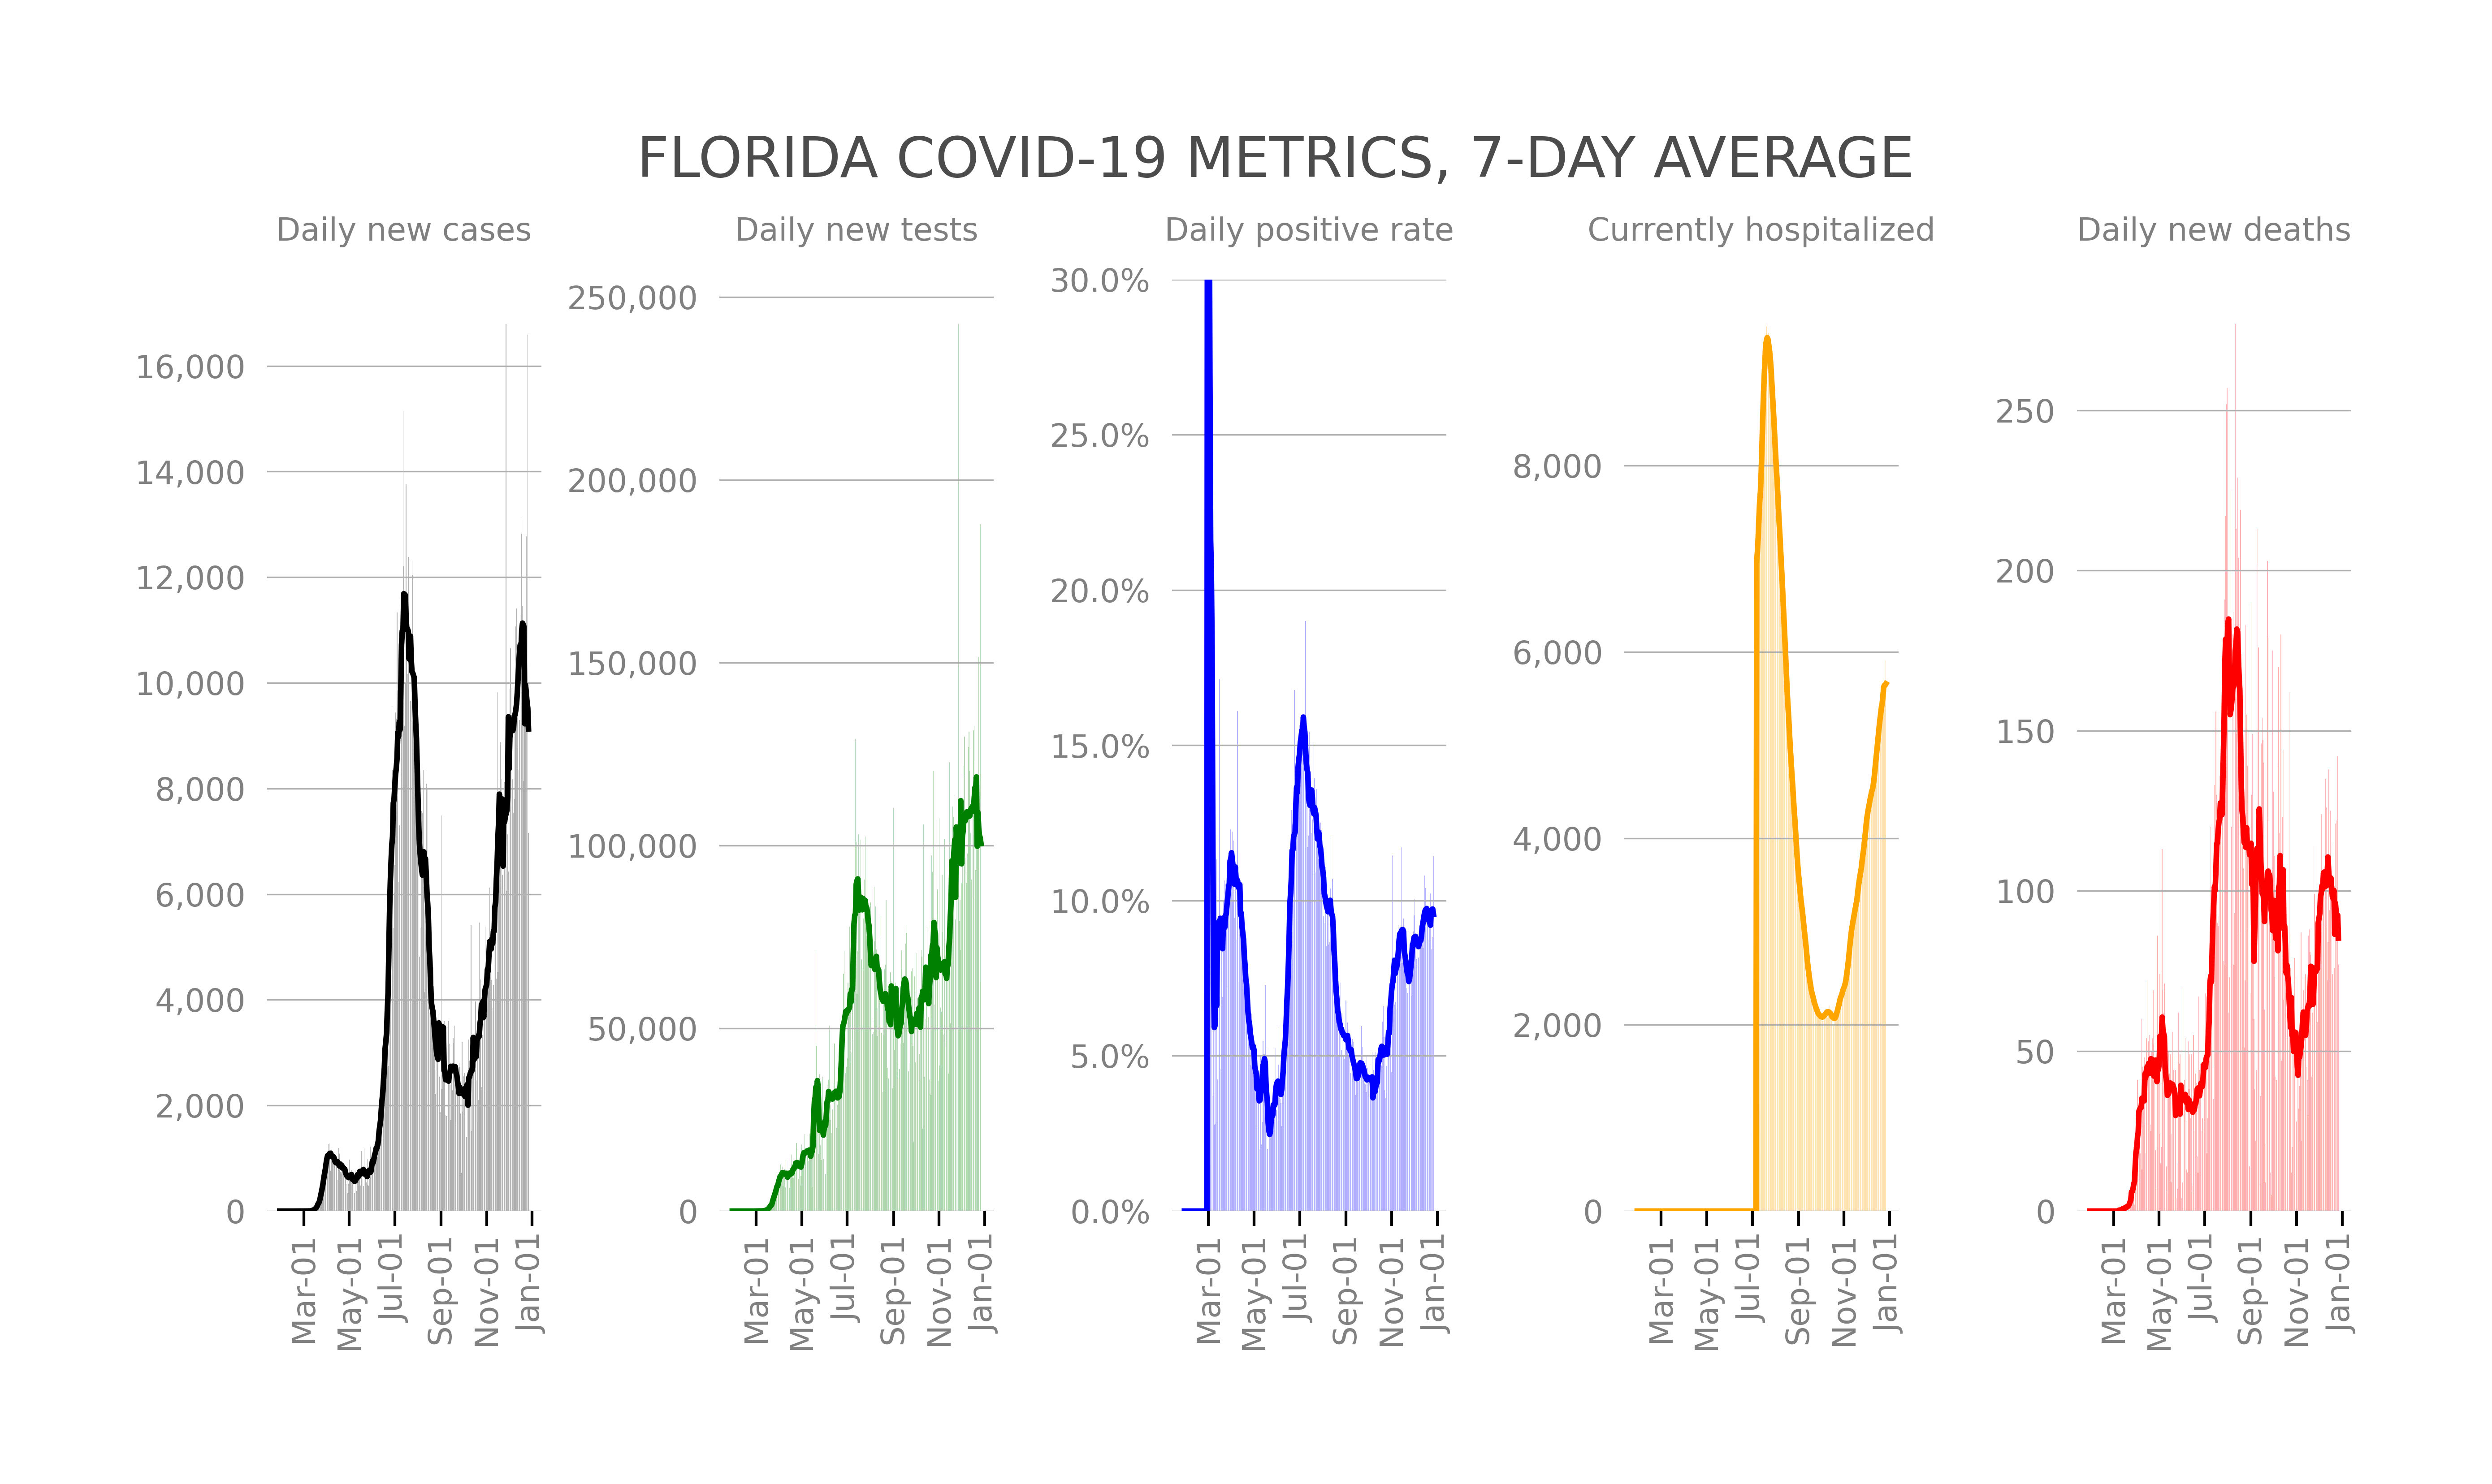 FLORIDA COVID-19 METRICS, 7-DAY AVERAGE
Daily new cases
16,000
14,000
12,000
10,000
8,000
6,000
4,000
2,000
0
Mar-01
May-01
Jul-01
Sep-01
Nov-01
Jan-01
Daily new tests
250,000
200,000
150,000
100,000
50,000
0
Mar-01
May-01
Jul-01
Sep-01
Nov-01
Jan-01
Daily positive rate
30.0%
25.0%
20.0%
15.0%
10.0%
5.0%
0.0%
Mar-01
May-01
Jul-01
Sep-01
Nov-01
Jan-01
Currently hospitalized
8,000
6,000
4,000
2,000
0
Mar-01
May-01
Jul-01
Sep-01
Nov-01
Jan-01
Daily new deaths
250
200
150
100
50
0
Mar-01
May-01
Jul-01
Sep-01
Nov-01
Jan-01